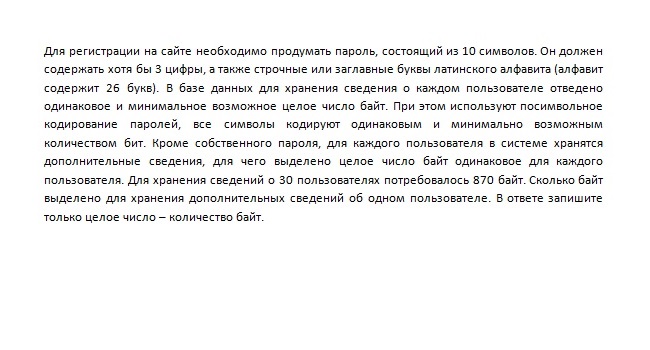 Для регистрации на сайте необходимо продумать пароль, состоящий из 10 символов. Он должен
содержать хотя бы 3 цифры, а также строчные или заглавные буквы латинского алфавита (алфавит
содержит 26 букв). В базе данных для хранения сведения о каждом пользователе отведено
одинаковое и минимальное возможное целое число байт. При этом используют посимвольное
кодирование паролей, все символы кодируют одинаковым и минимально возможным
количеством бит. Кроме собственного пароля, для каждого пользователя в системе хранятся
дополнительные сведения, для чего выделено целое число байт одинаковое для каждого
пользователя. Для хранения сведений о 30 пользователях потребовалось 870 байт. Сколько байт
выделено для хранения дополнительных сведений об одном пользователе. В ответе запишите
только целое число – количество байт.